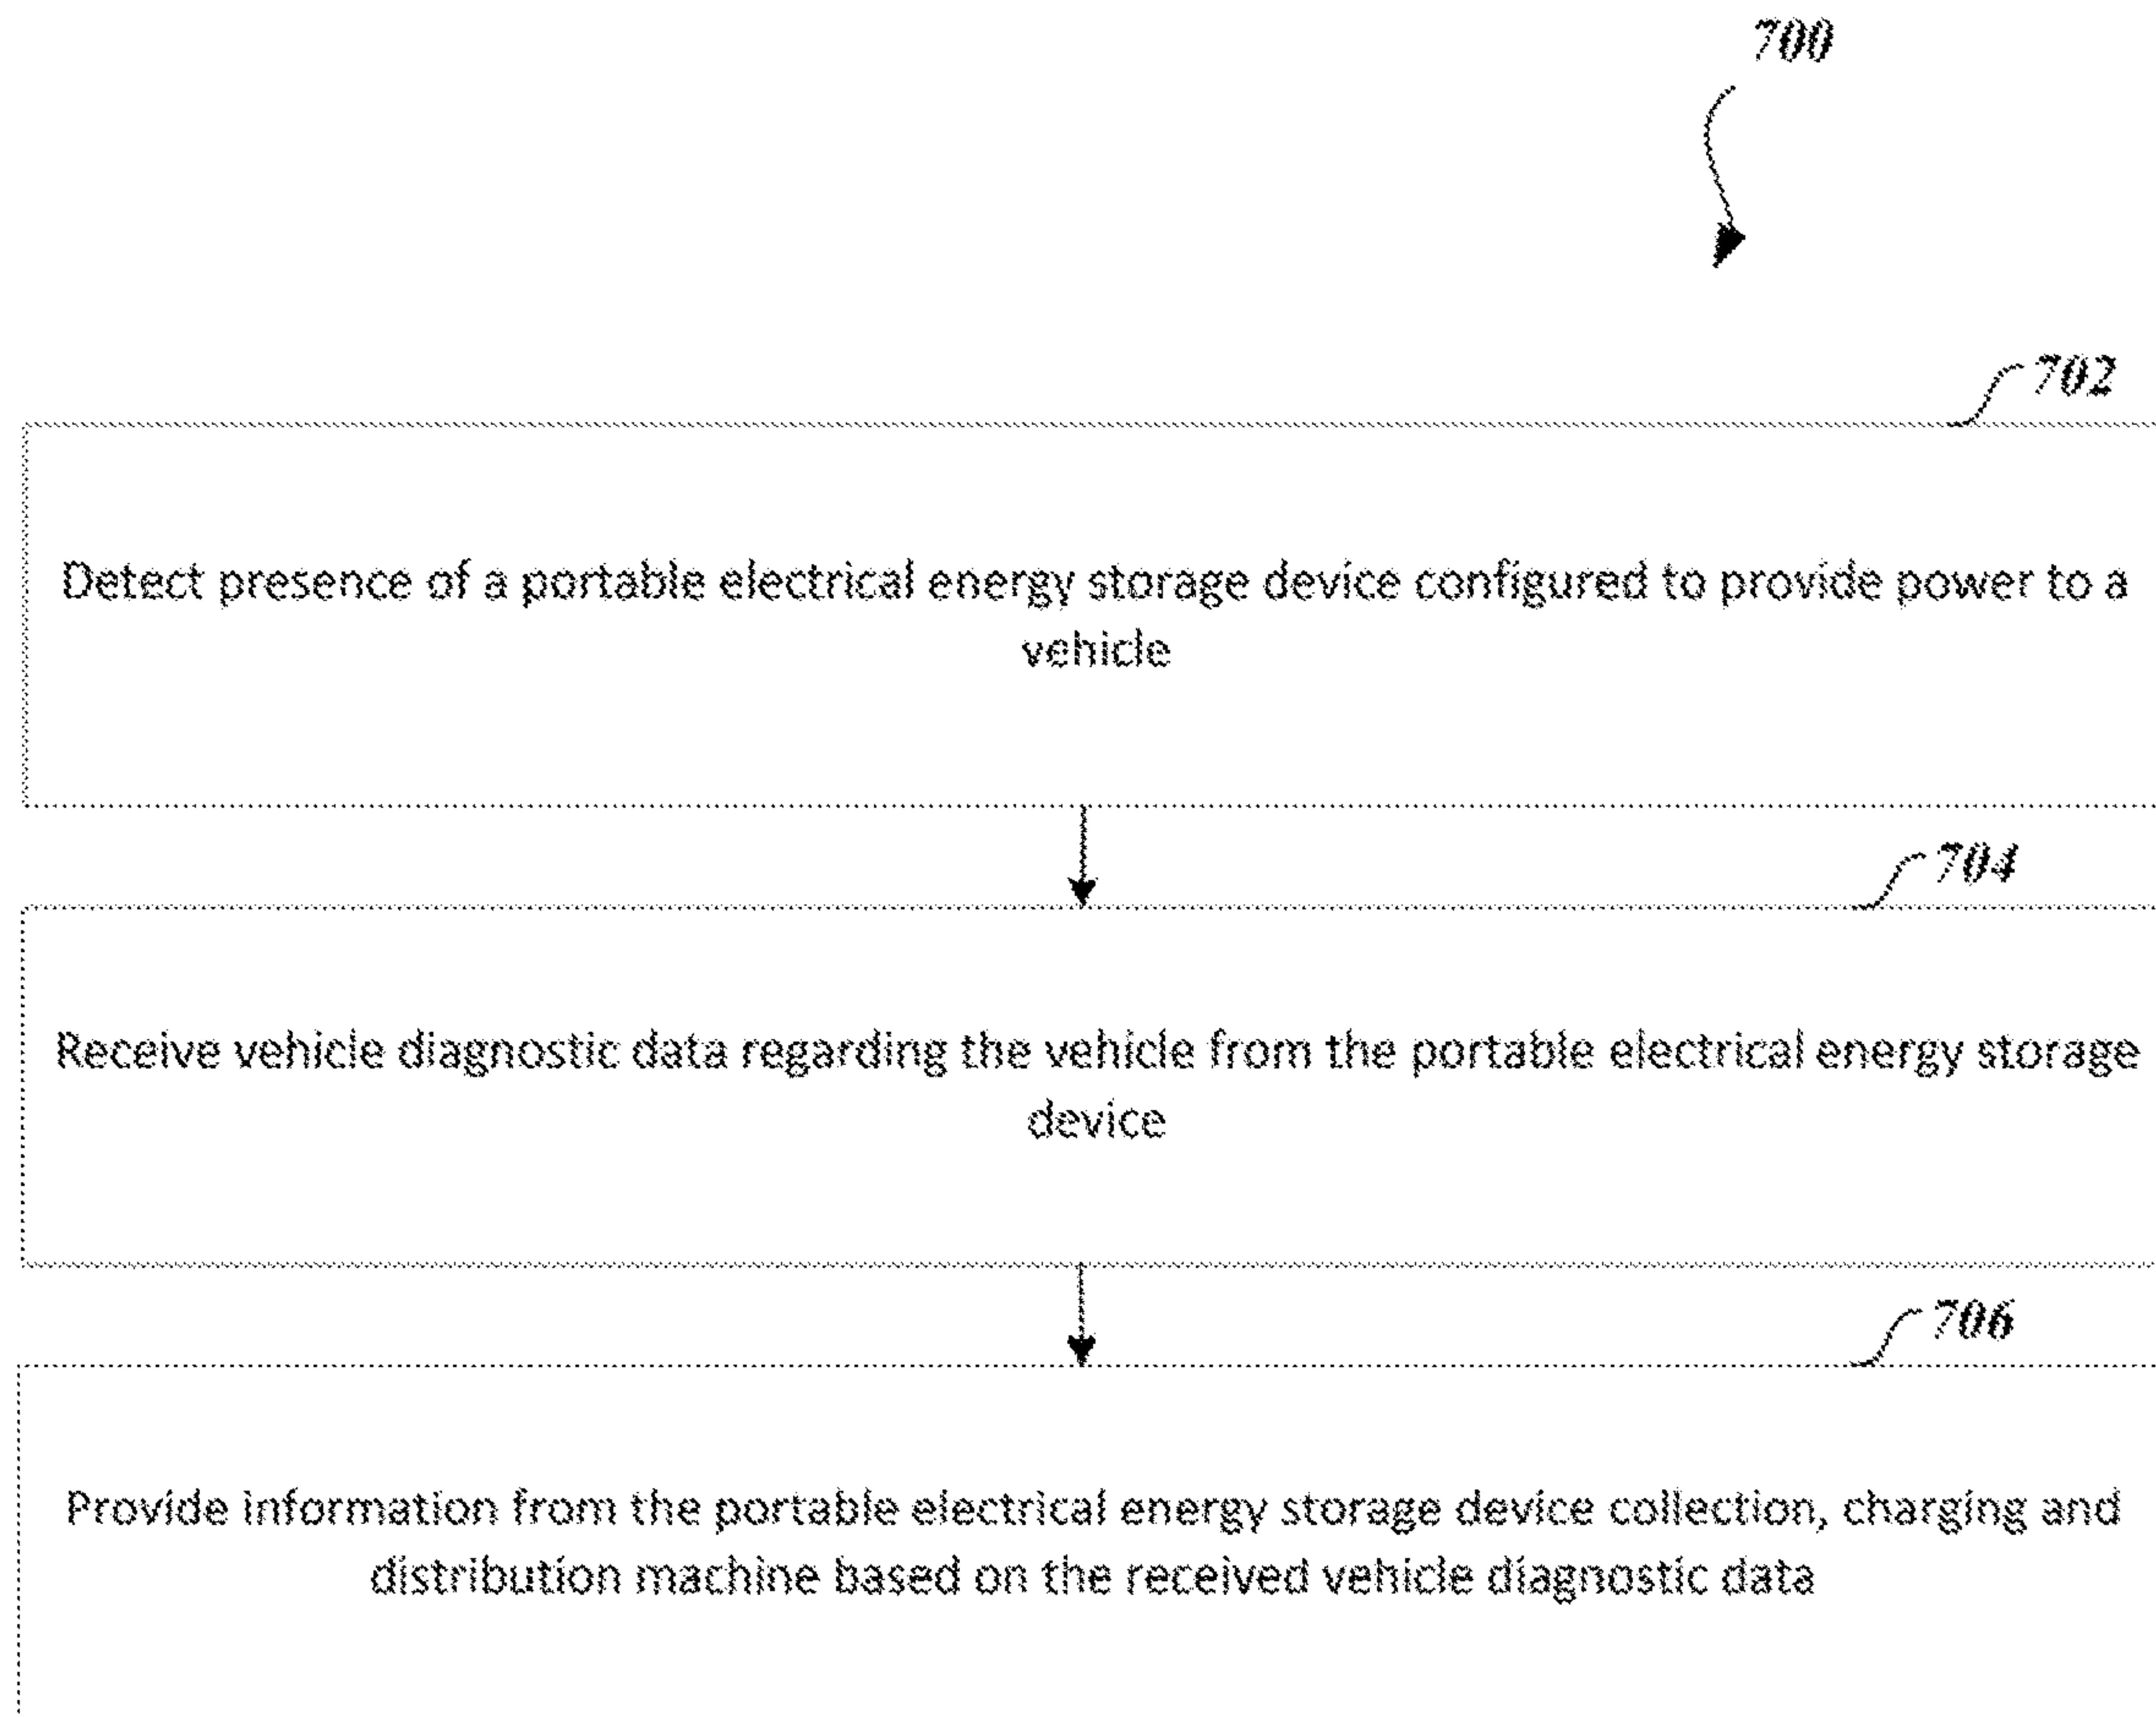 700
702
Detect presence of a portable electrical energy storage device configured to provide power to a
vehicle
704
Receive vehicle diagnostic data regarding the vehicle from the portable electrical energy storage
device
706
Provide information from the portable electrical energy storage device collection, charging and
distribution machine based on the received vehicle diagnostic data